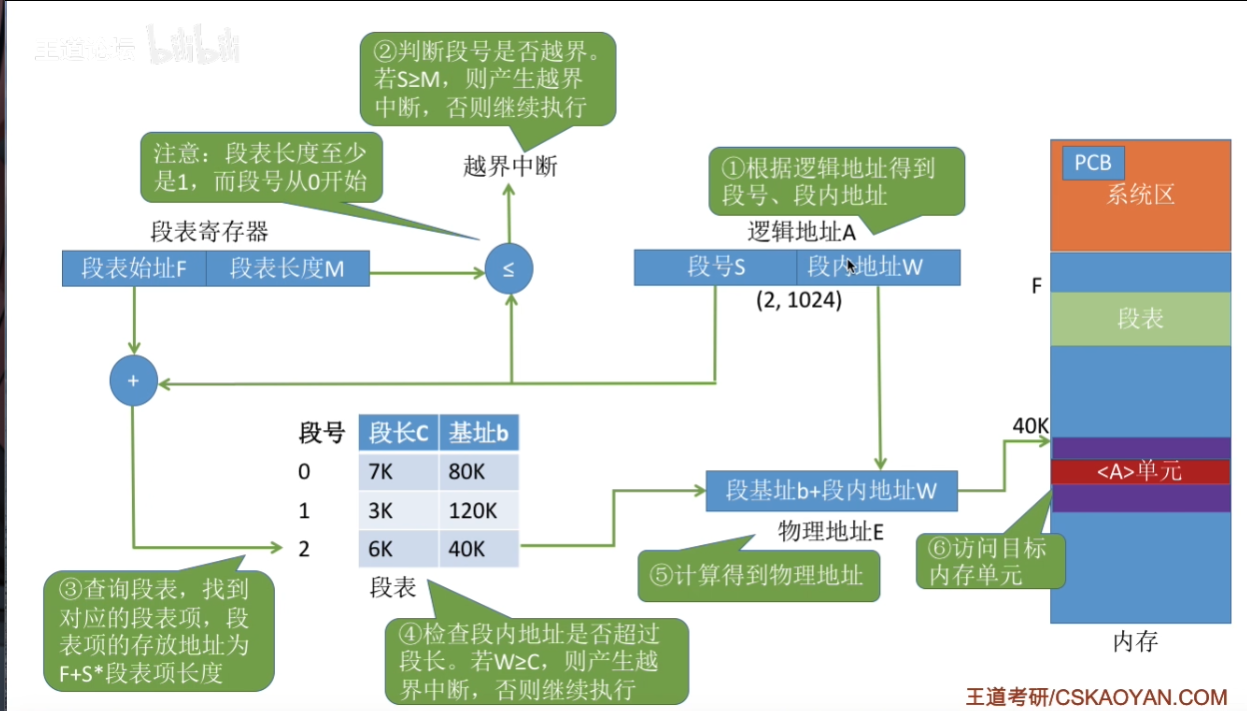 王道论坛 bilibili
②判断段号是否越界。
若S≥M，则产生越界
中断，否则继续执行
注意：段表长度至少
是1，而段号从0开始
越界中断
①根据逻辑地址得到
段号、段内地址
PCB
系统区
段表寄存器
逻辑地址A
段表始址F 段表长度M
≤
段号S 段内地址W
(2, 1024)
F
段表
+
段号 段长C 基址b
0 7K 80K
1 3K 120K
2 6K 40K
段表
40K
<A>单元
段基址b+段内地址W
物理地址E
⑤计算得到物理地址
⑥访问目标
内存单元
③查询段表，找到
对应的段表项，段
表项的存放地址为
F+S*段表项长度
④检查段内地址是否超过
段长。若W≥C，则产生越
界中断，否则继续执行
内存
王道考研/CSKAOYAN.COM